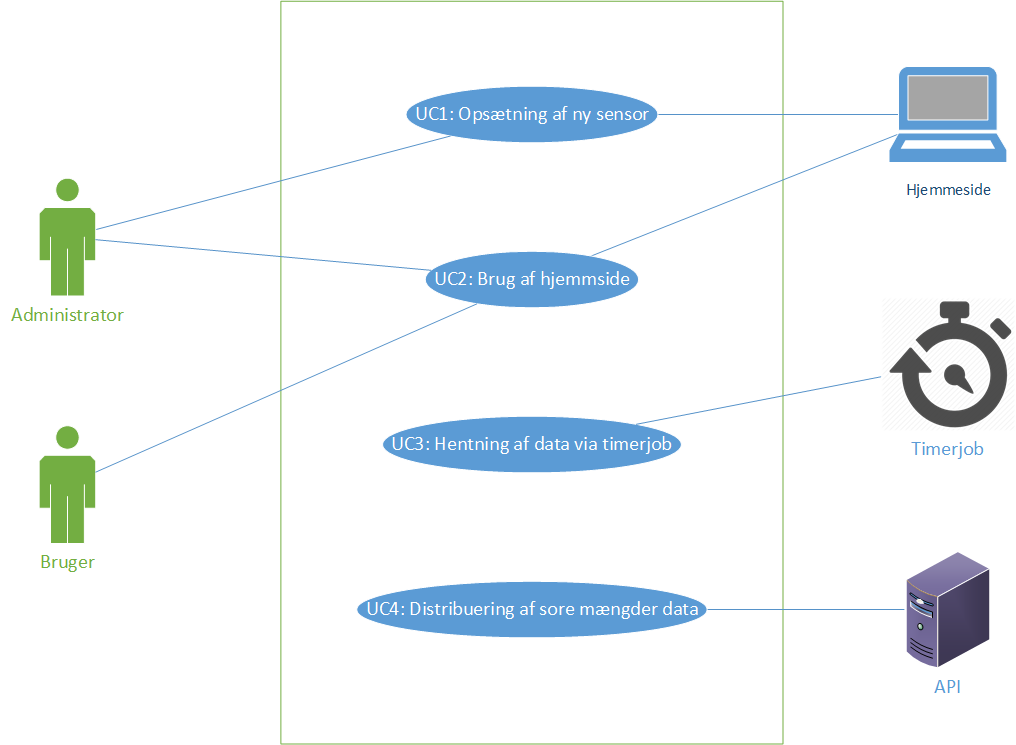 UC1: Opsætning af ny sensor
Hjemmeside
UC2: Brug af hjemmside
Administrator
UC3: Hentning af data via timerjob
Timerjob
Bruger
UC4: Distribuering af sore mængder data
API